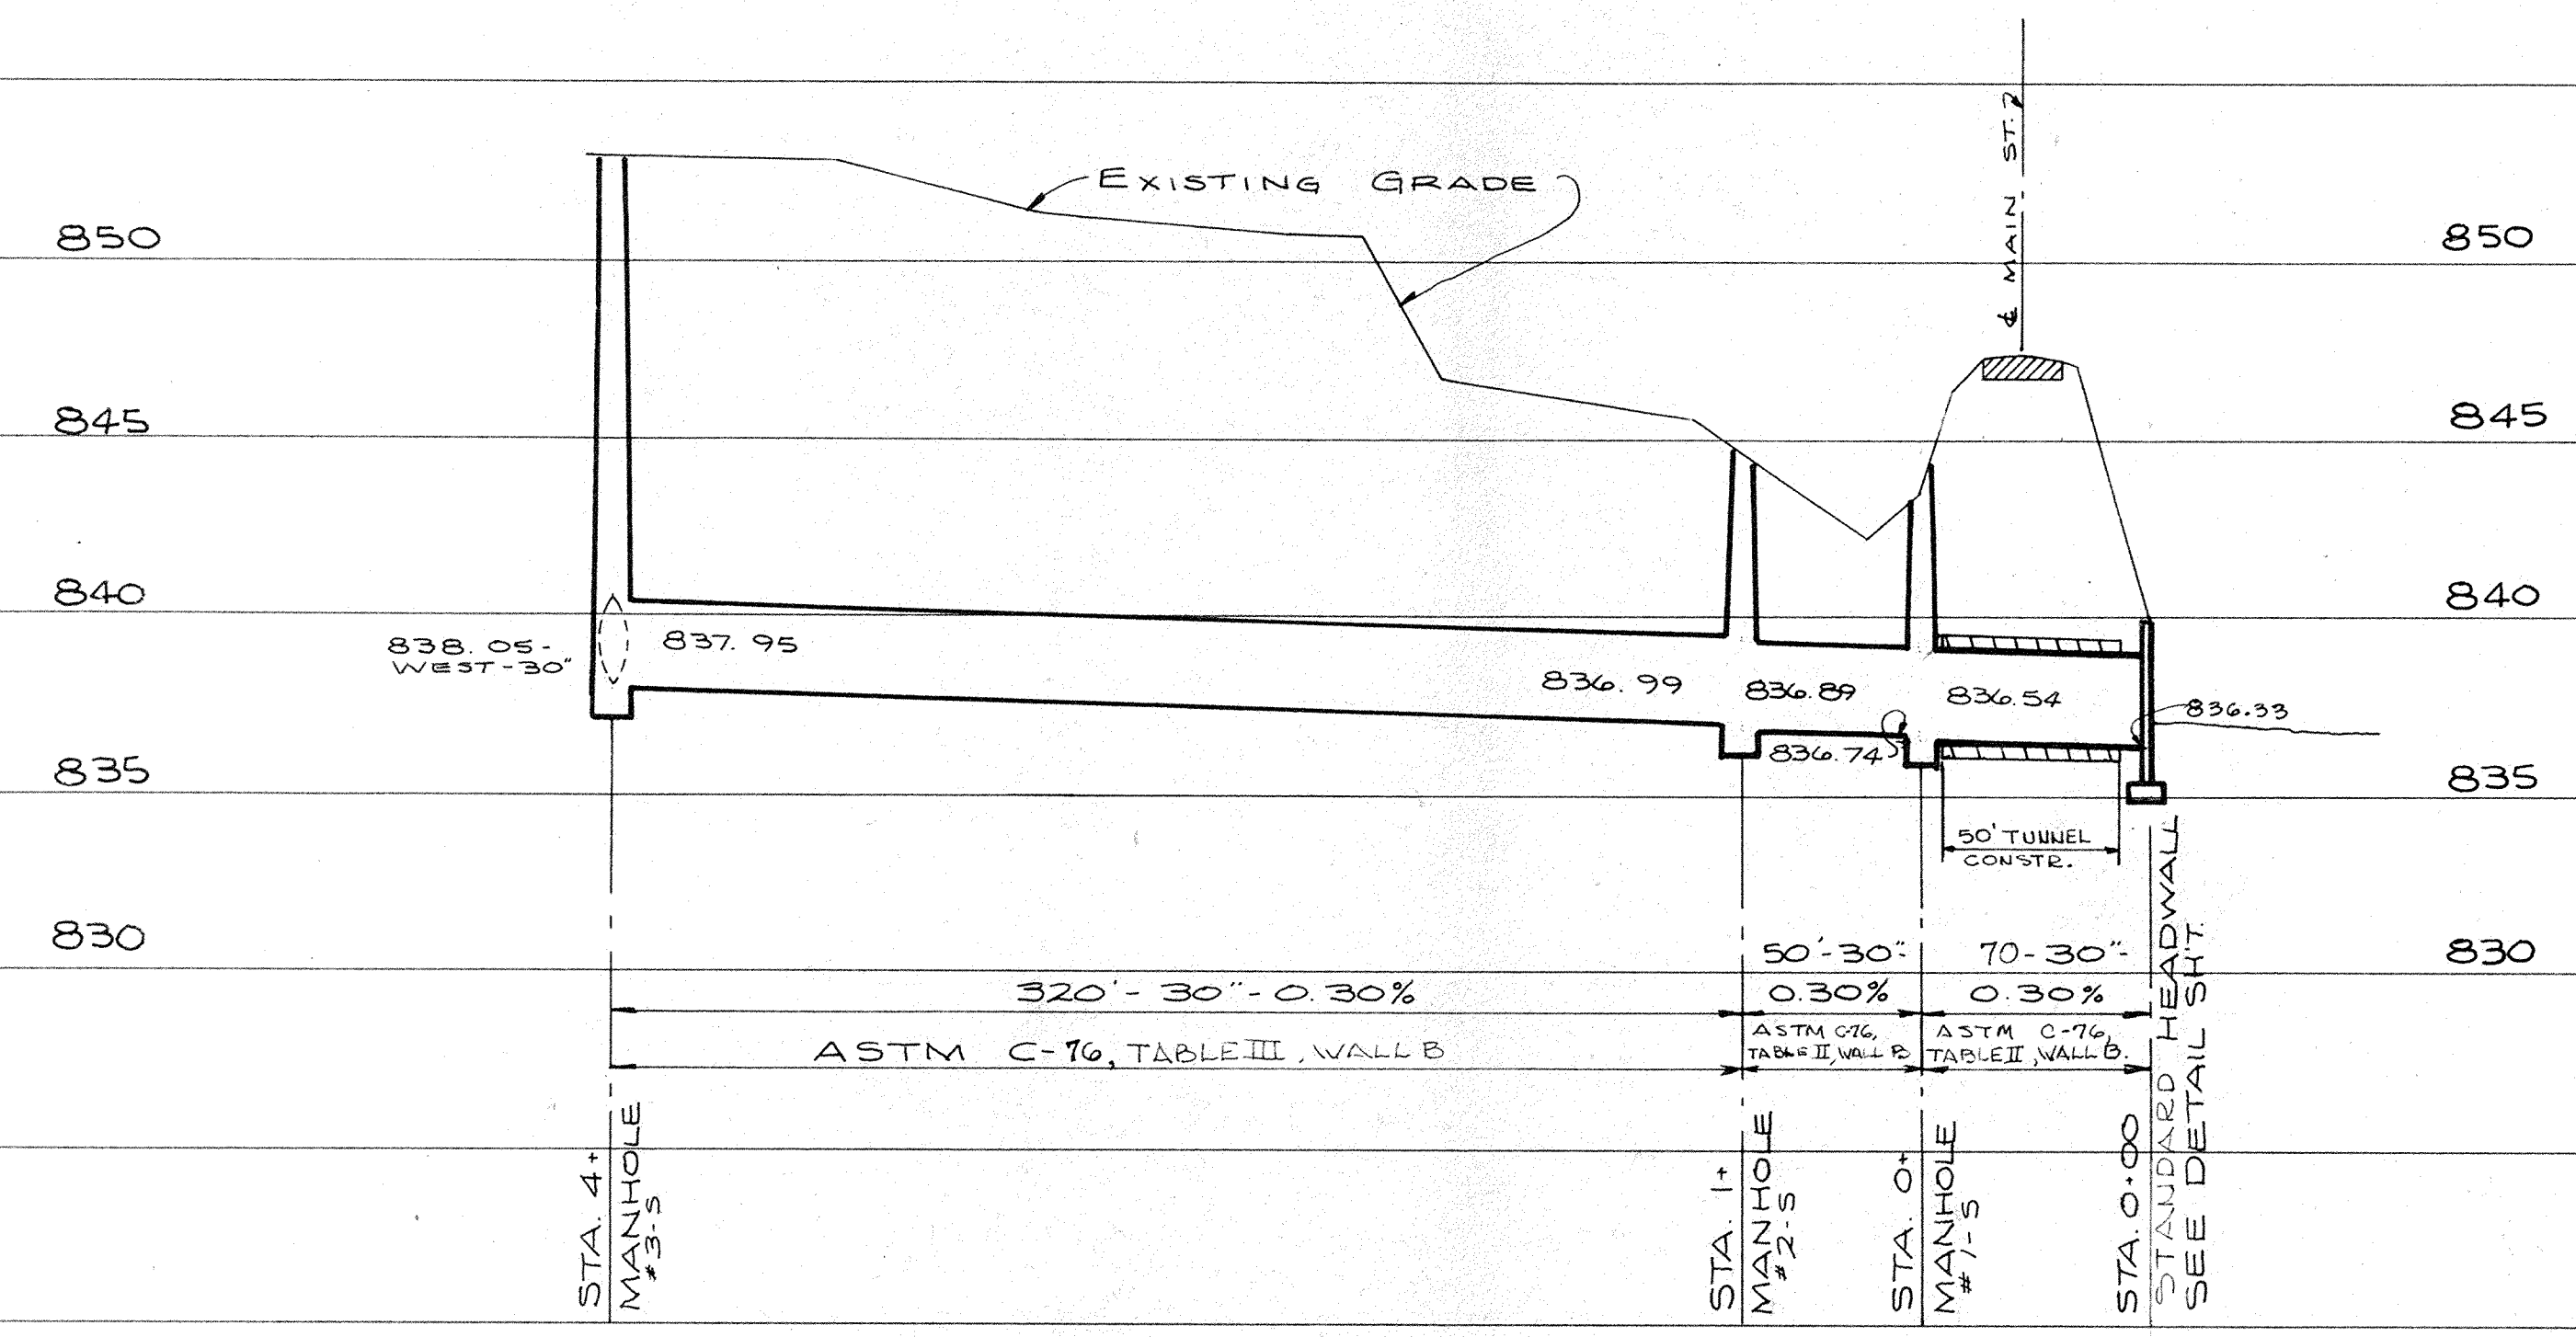 ℄ MAIN ST.
EXISTING GRADE
850
850
845
845
840
840
838.05-
WEST-30"
837.95
836.99
836.89
836.54
836.33
836.74
835
835
50' TUNNEL
CONSTR.
830
830
320'-30"-0.30%
50'-30"-
0.30%
70-30"-
0.30%
ASTM C-76, TABLE III, WALL B
ASTM C-76,
TABLE II, WALL B
ASTM C-76,
TABLE II, WALL B.
STA. 4+
MANHOLE
#3-S
STA. 1+
MANHOLE
#2-S
STA. 0+
MANHOLE
#1-S
STA. 0+00
STANDARD HEADWALL
SEE DETAIL SHT.